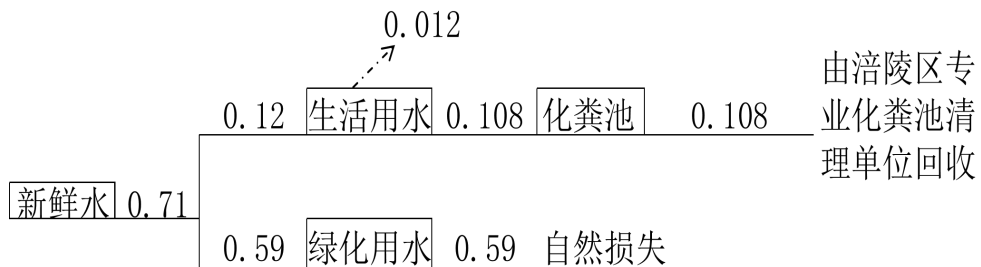 0.012
0.12 生活用水 0.108 化粪池 0.108
由涪陵区专
业化粪池清
理单位回收
新鲜水 0.71
0.59 绿化用水 0.59 自然损失